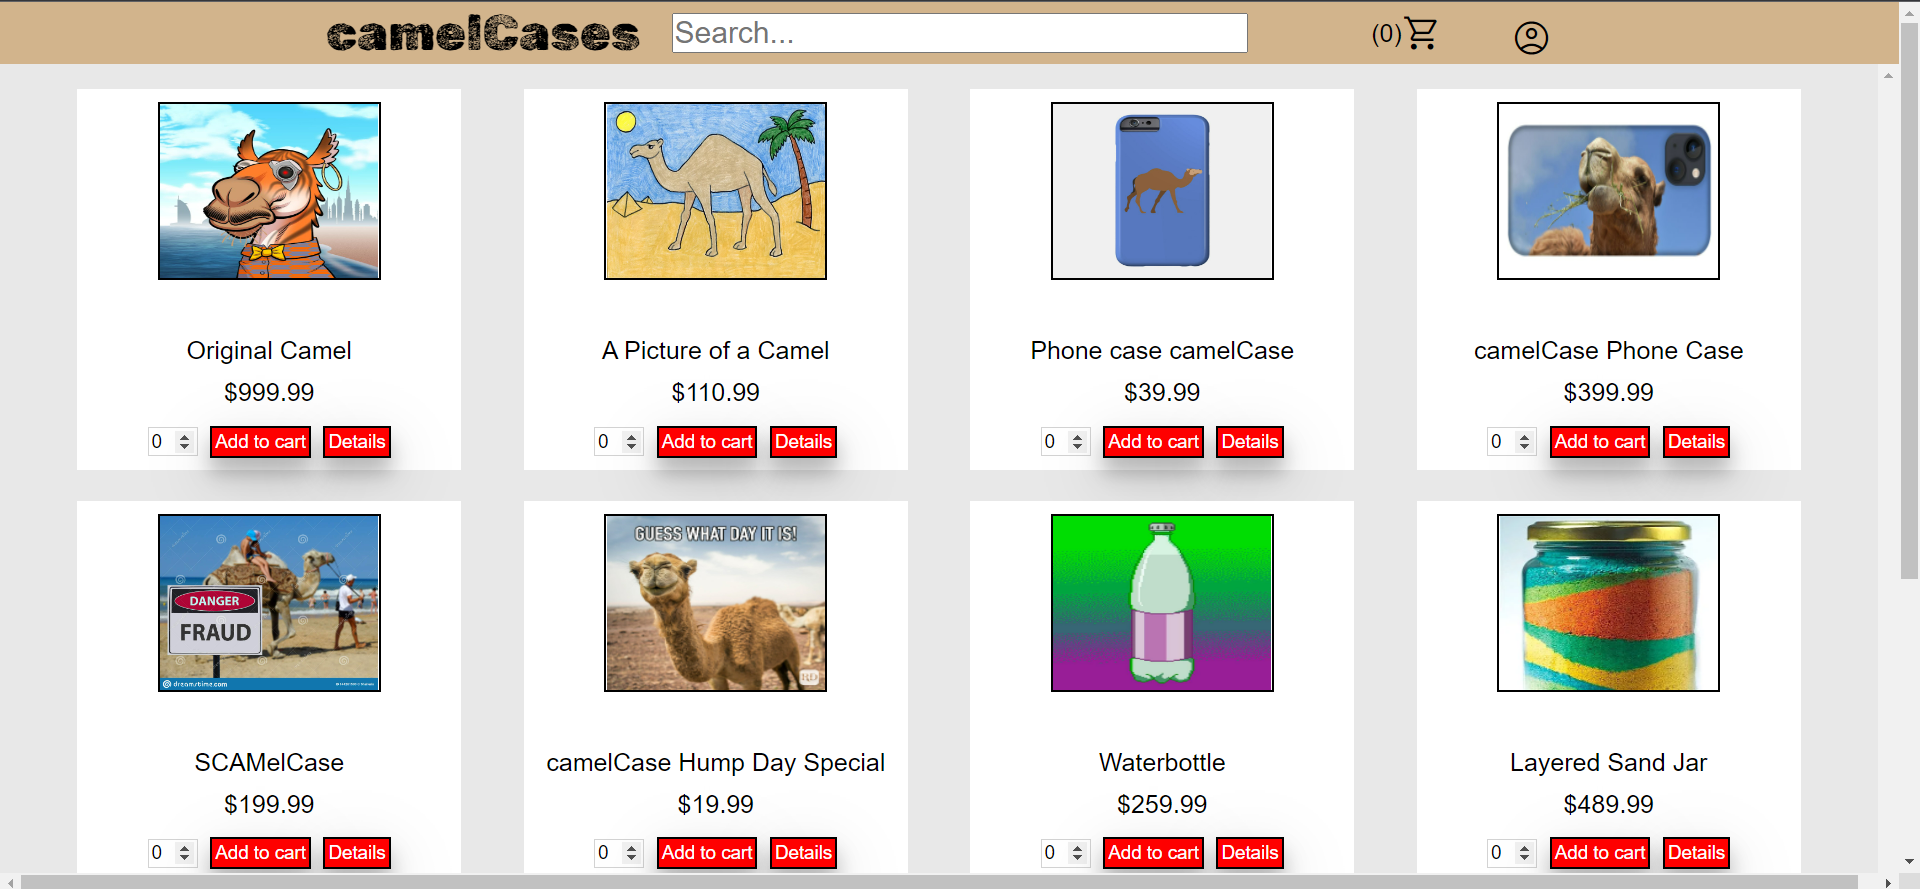 camelCases
Search...
(0)
Original Camel
$999.99
0 Add to cart Details
A Picture of a Camel
$110.99
0 Add to cart Details
Phone case camelCase
$39.99
0 Add to cart Details
camelCase Phone Case
$399.99
0 Add to cart Details
DANGER
FRAUD
dreamstime.com
SCAMelCase
$199.99
0 Add to cart Details
GUESS WHAT DAY IT IS!
RD
camelCase Hump Day Special
$19.99
0 Add to cart Details
Waterbottle
$259.99
0 Add to cart Details
Layered Sand Jar
$489.99
0 Add to cart Details